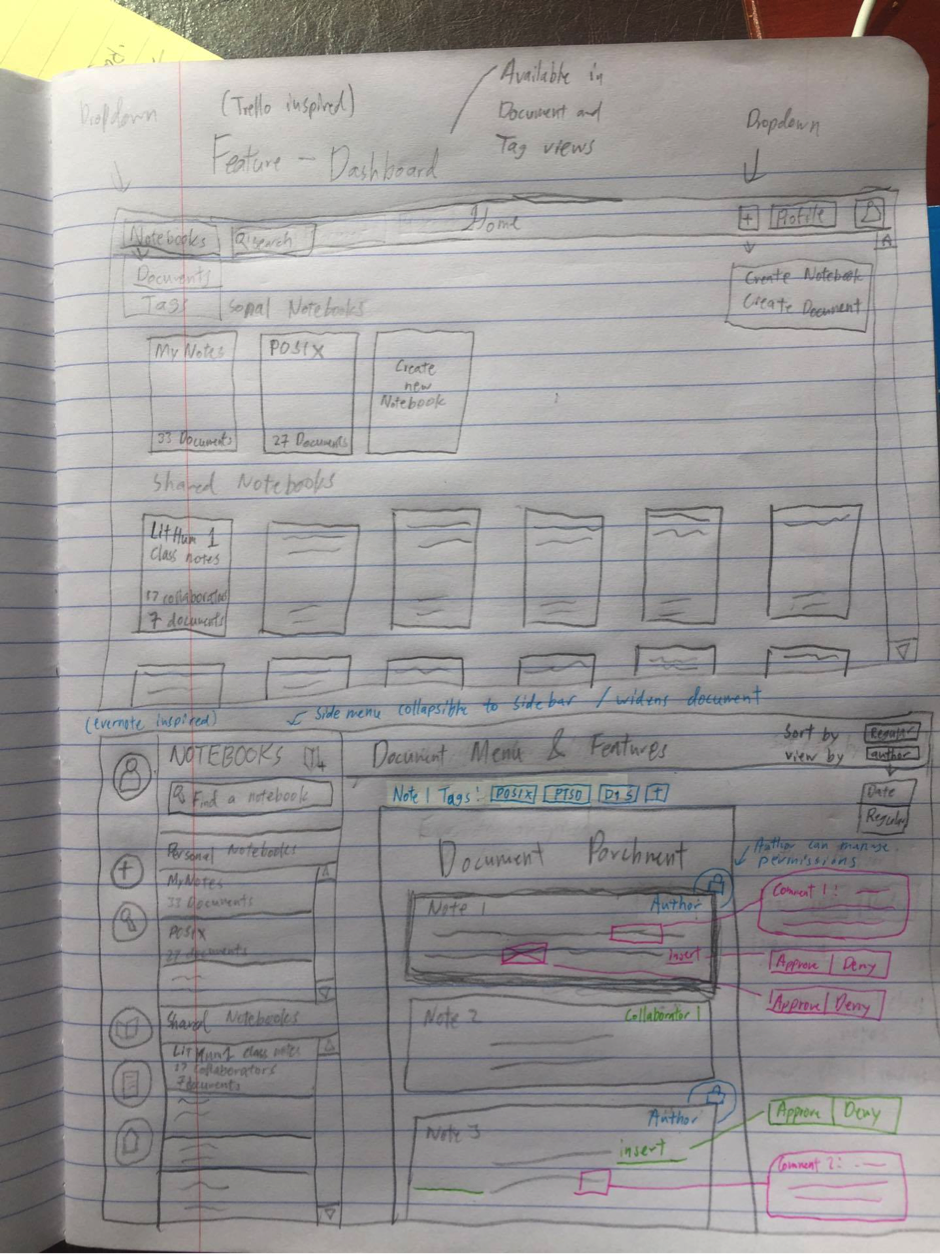 Dropdown
(Trello inspired)
Available in
Document and
Tag views
Feature - Dashboard
Dropdown
Notebooks
Search
Home
+
Profile
Documents
Tags
sonal Notebooks
Create Notebook
Create Document
My Notes
33 Documents
POSIX
27 Documents
Create
new
Notebook
Shared Notebooks
Lit Hum 1
class notes
17 collaborators
7 documents
(evernote inspired)
Side menu collapsible to sidebar / widens document
NOTEBOOKS
Find a notebook
Personal Notebooks
My Notes
33 Documents
POSIX
27 documents
Shared Notebooks
Lit Hum 1 class notes
17 collaborators
7 documents
Document Menu & Features
Sort by
Regular
view by
author
Date
Regular
Note 1 Tags: POSIX
+
Document Parchment
Author can manage
permissions
Note 1
Author
insert
Comment 1:
Approve | Deny
Approve | Deny
Note 2
Collaborator 1
Note 3
Author
insert
Approve | Deny
Comment 2: